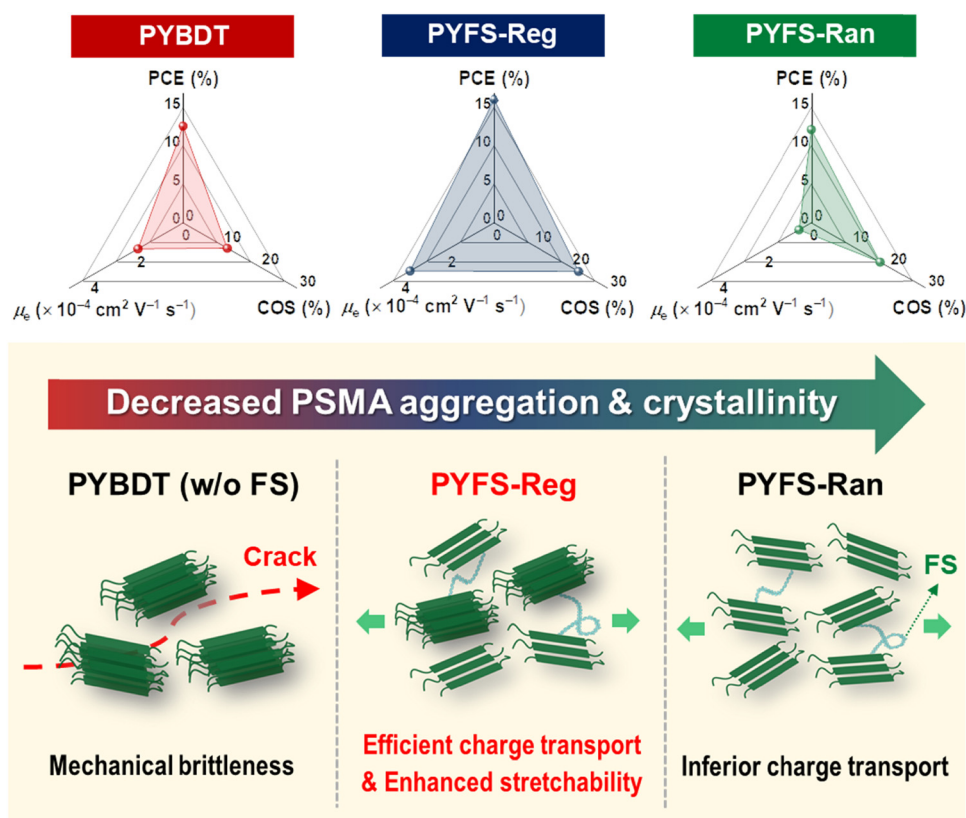 PYBDT
PYFS-Reg
PYFS-Ran
PCE (%)
15
10
5
0
0
0
10
20
30
2
4
μe (× 10⁻⁴ cm² V⁻¹ s⁻¹)
COS (%)
PCE (%)
15
10
5
0
0
0
10
20
30
2
4
μe (× 10⁻⁴ cm² V⁻¹ s⁻¹)
COS (%)
PCE (%)
15
10
5
0
0
0
10
20
30
2
4
μe (× 10⁻⁴ cm² V⁻¹ s⁻¹)
COS (%)
Decreased PSMA aggregation & crystallinity
PYBDT (w/o FS)
PYFS-Reg
PYFS-Ran
Crack
FS
Mechanical brittleness
Efficient charge transport
& Enhanced stretchability
Inferior charge transport